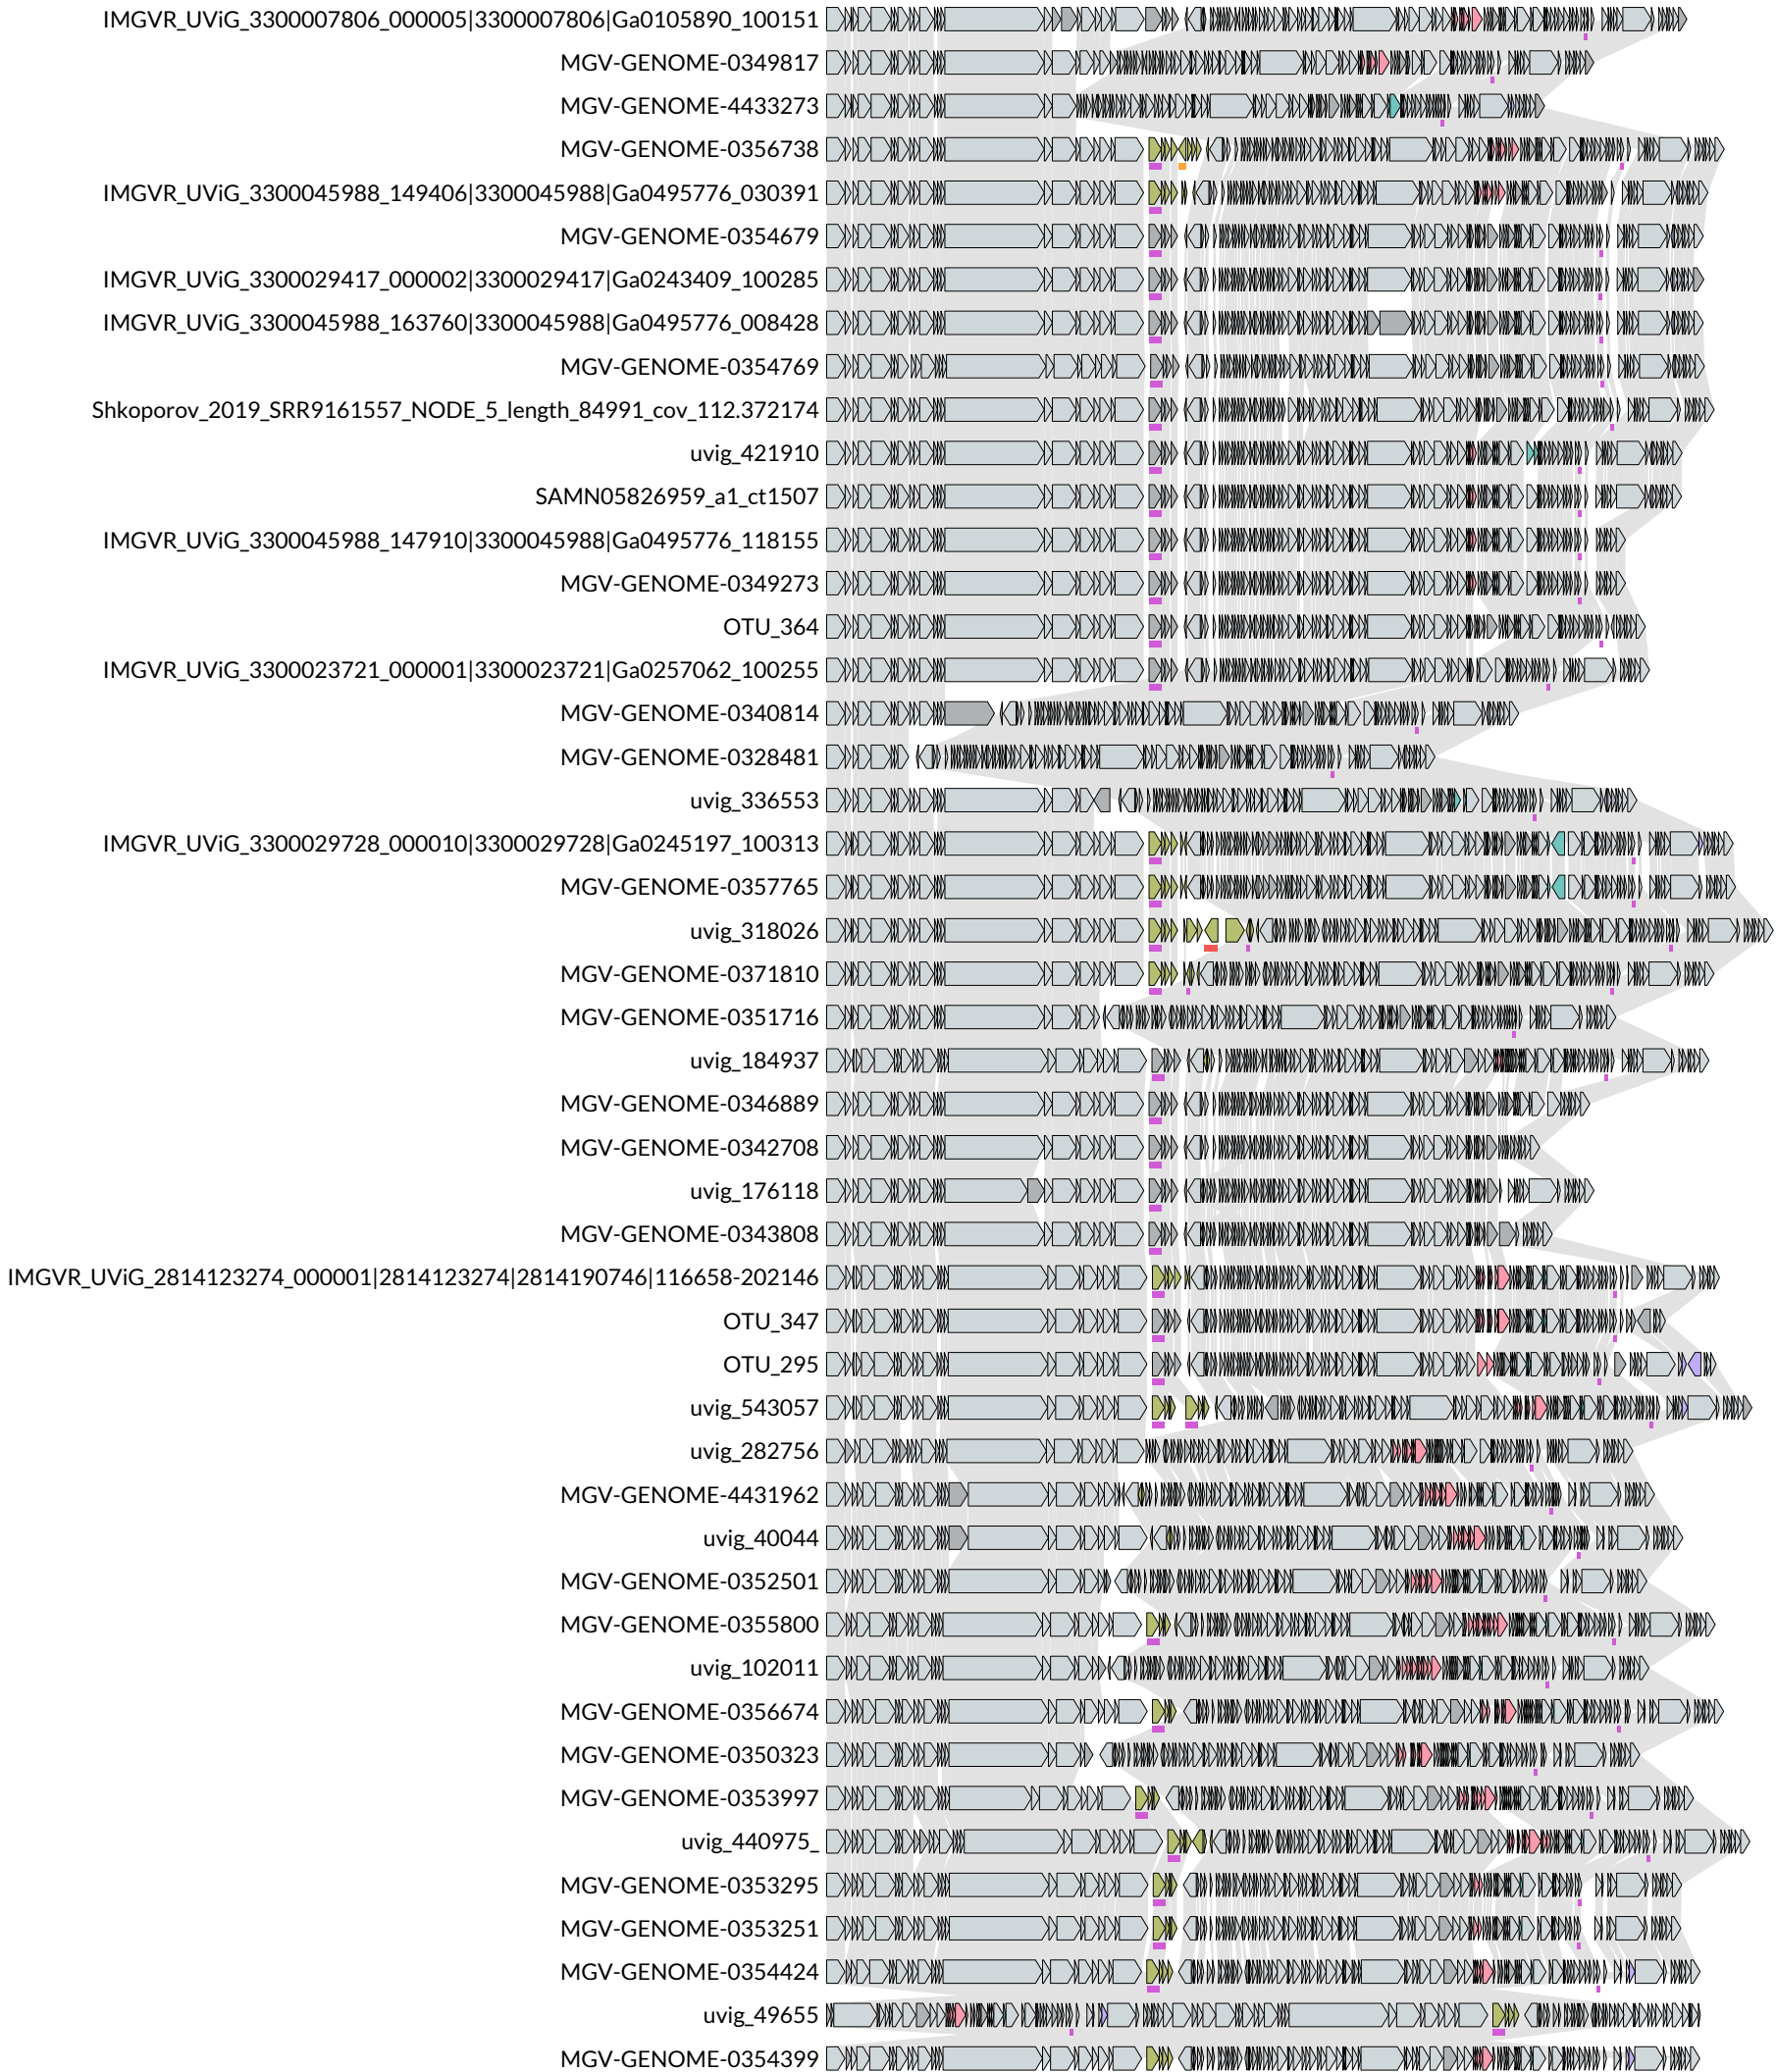 IMGVR_UViG_3300007806_000005|3300007806|Ga0105890_100151
MGV-GENOME-0349817
MGV-GENOME-4433273
MGV-GENOME-0356738
IMGVR_UViG_3300045988_149406|3300045988|Ga0495776_030391
MGV-GENOME-0354679
IMGVR_UViG_3300029417_000002|3300029417|Ga0243409_100285
IMGVR_UViG_3300045988_163760|3300045988|Ga0495776_008428
MGV-GENOME-0354769
Shkoporov_2019_SRR9161557_NODE_5_length_84991_cov_112.372174
uvig_421910
SAMN05826959_a1_ct1507
IMGVR_UViG_3300045988_147910|3300045988|Ga0495776_118155
MGV-GENOME-0349273
OTU_364
IMGVR_UViG_3300023721_000001|3300023721|Ga0257062_100255
MGV-GENOME-0340814
MGV-GENOME-0328481
uvig_336553
IMGVR_UViG_3300029728_000010|3300029728|Ga0245197_100313
MGV-GENOME-0357765
uvig_318026
MGV-GENOME-0371810
MGV-GENOME-0351716
uvig_184937
MGV-GENOME-0346889
MGV-GENOME-0342708
uvig_176118
MGV-GENOME-0343808
IMGVR_UViG_2814123274_000001|2814123274|2814190746|116658-202146
OTU_347
OTU_295
uvig_543057
uvig_282756
MGV-GENOME-4431962
uvig_40044
MGV-GENOME-0352501
MGV-GENOME-0355800
uvig_102011
MGV-GENOME-0356674
MGV-GENOME-0350323
MGV-GENOME-0353997
uvig_440975_
MGV-GENOME-0353295
MGV-GENOME-0353251
MGV-GENOME-0354424
uvig_49655
MGV-GENOME-0354399